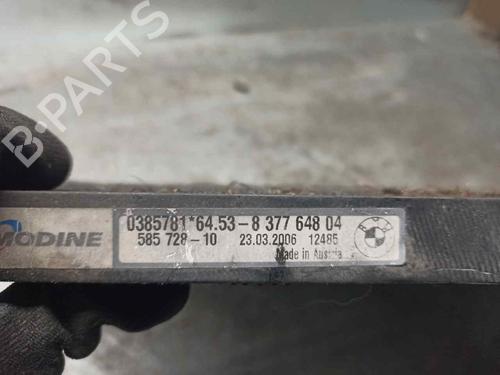 B-PARTS
MODINE
0385781*64.53-8 377 648 04
585 728-10 23.03.2006 12485
Made in Austria